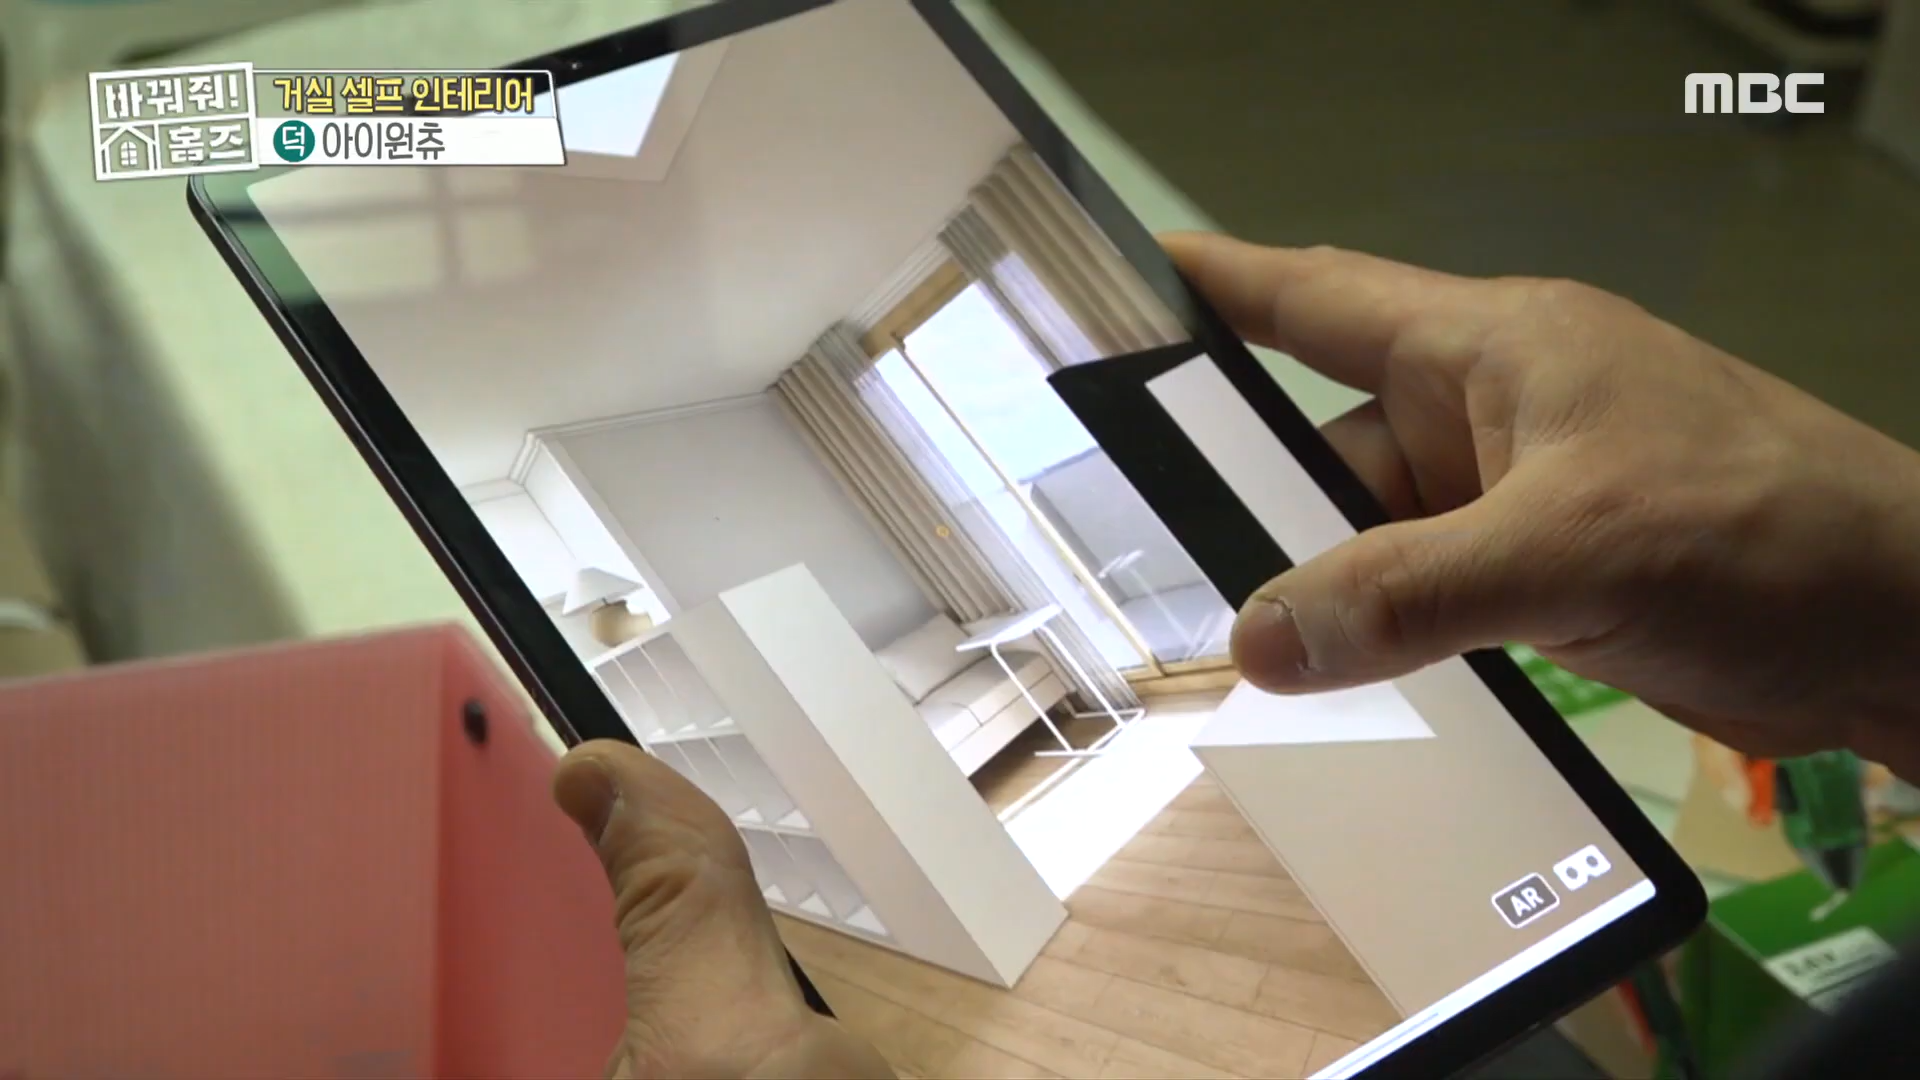 바꿔줘!
홈즈
거실 셀프 인테리어
덕 아이원츄
MBC
AR